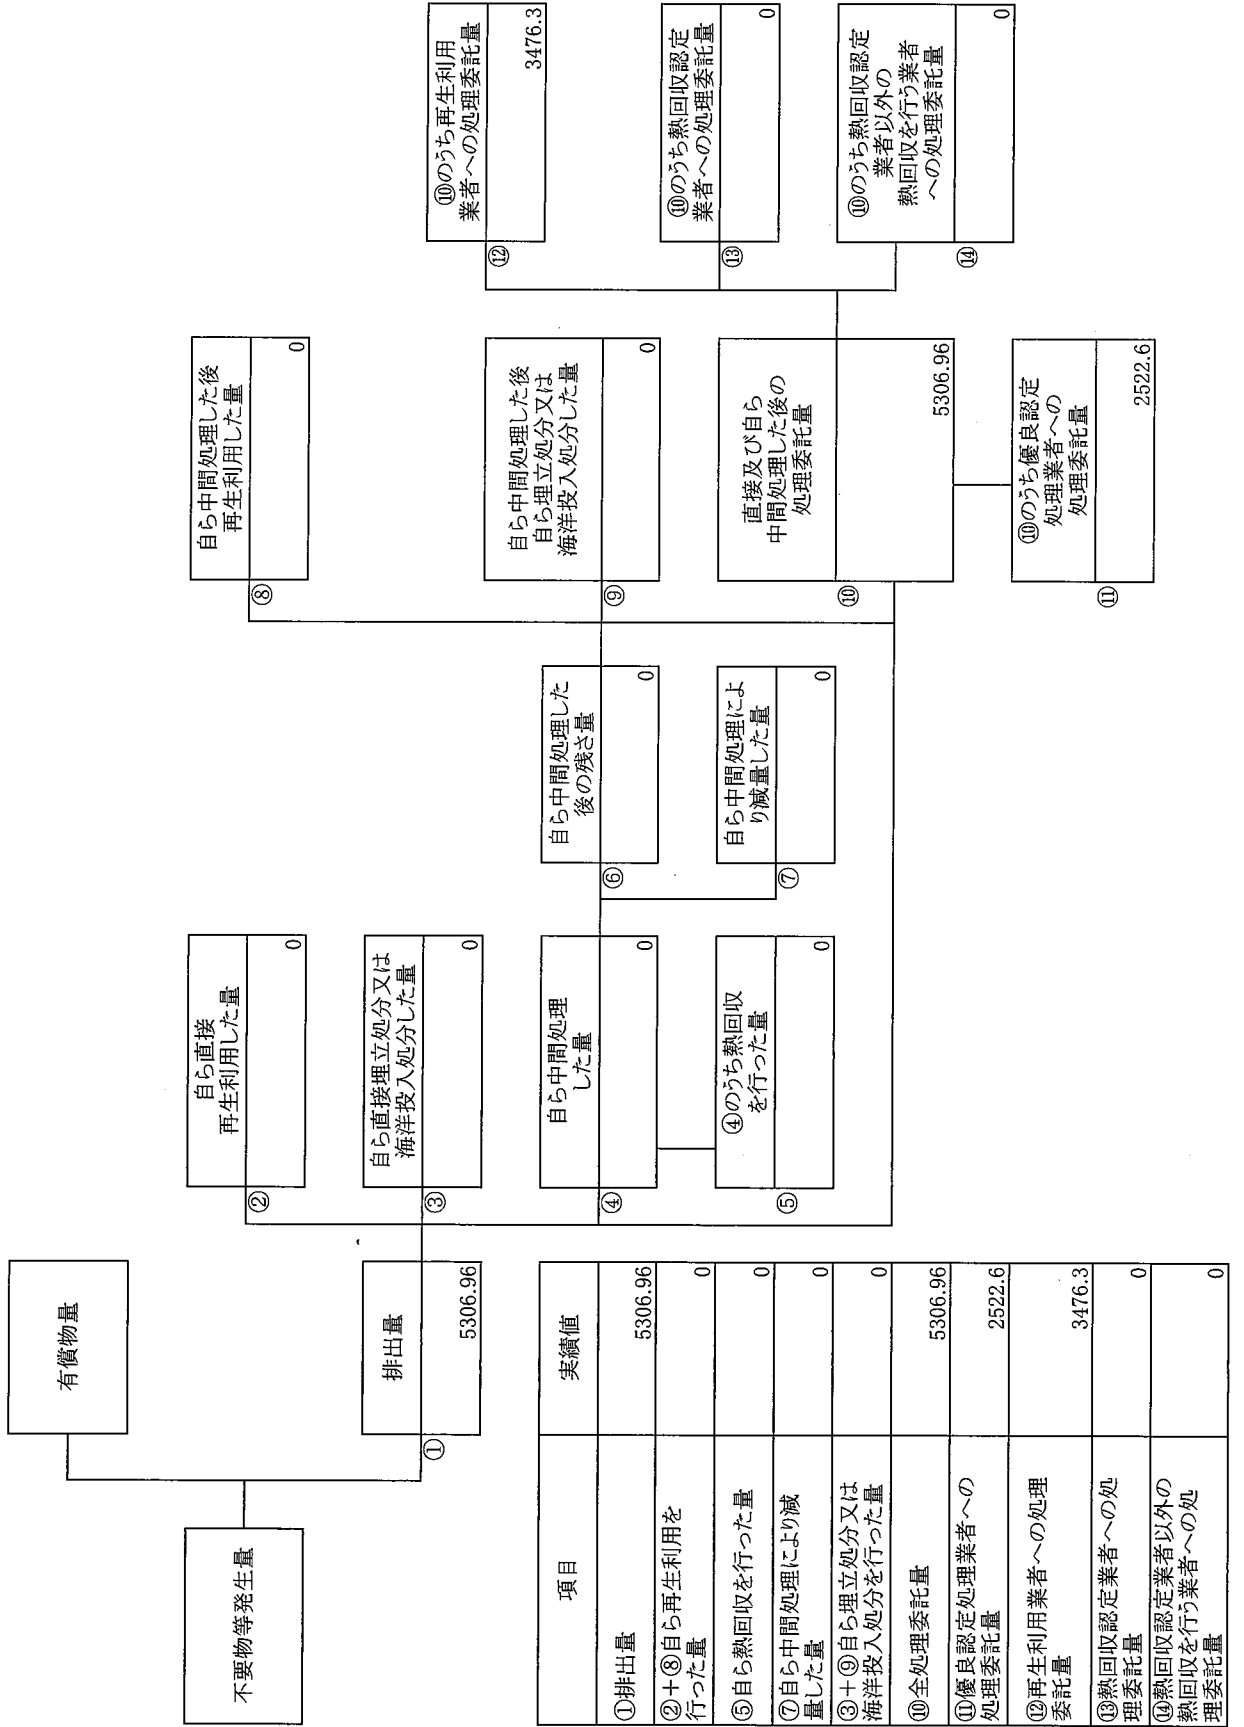 不要物等発生量
有償物量
①
排出量
5306.96
②
自ら直接
再生利用した量
0
③
自ら直接埋立処分又は
海洋投入処分した量
0
④
自ら中間処理
した量
0
⑤
④のうち熱回収
を行った量
0
⑥
自ら中間処理した
後の残さ量
0
⑦
自ら中間処理によ
り減量した量
0
⑧
自ら中間処理した後
再生利用した量
0
⑨
自ら中間処理した後
自ら埋立処分又は
海洋投入処分した量
0
⑩
直接及び自ら
中間処理した後の
処理委託量
5306.96
⑪
⑩のうち優良認定
処理業者への
処理委託量
2522.6
⑫
⑩のうち再生利用
業者への処理委託量
3476.3
⑬
⑩のうち熱回収認定
業者への処理委託量
0
⑭
⑩のうち熱回収認定
業者以外の
熱回収を行う業者
への処理委託量
0
項目 実績値
①排出量 5306.96
②+⑧自ら再生利用を
行った量 0
⑤自ら熱回収を行った量 0
⑦自ら中間処理により減
量した量 0
③+⑨自ら埋立処分又は
海洋投入処分を行った量 0
⑩全処理委託量 5306.96
⑪優良認定処理業者への
処理委託量 2522.6
⑫再生利用業者への処理
委託量 3476.3
⑬熱回収認定業者への処
理委託量 0
⑭熱回収認定業者以外の
熱回収を行う業者への処
理委託量 0